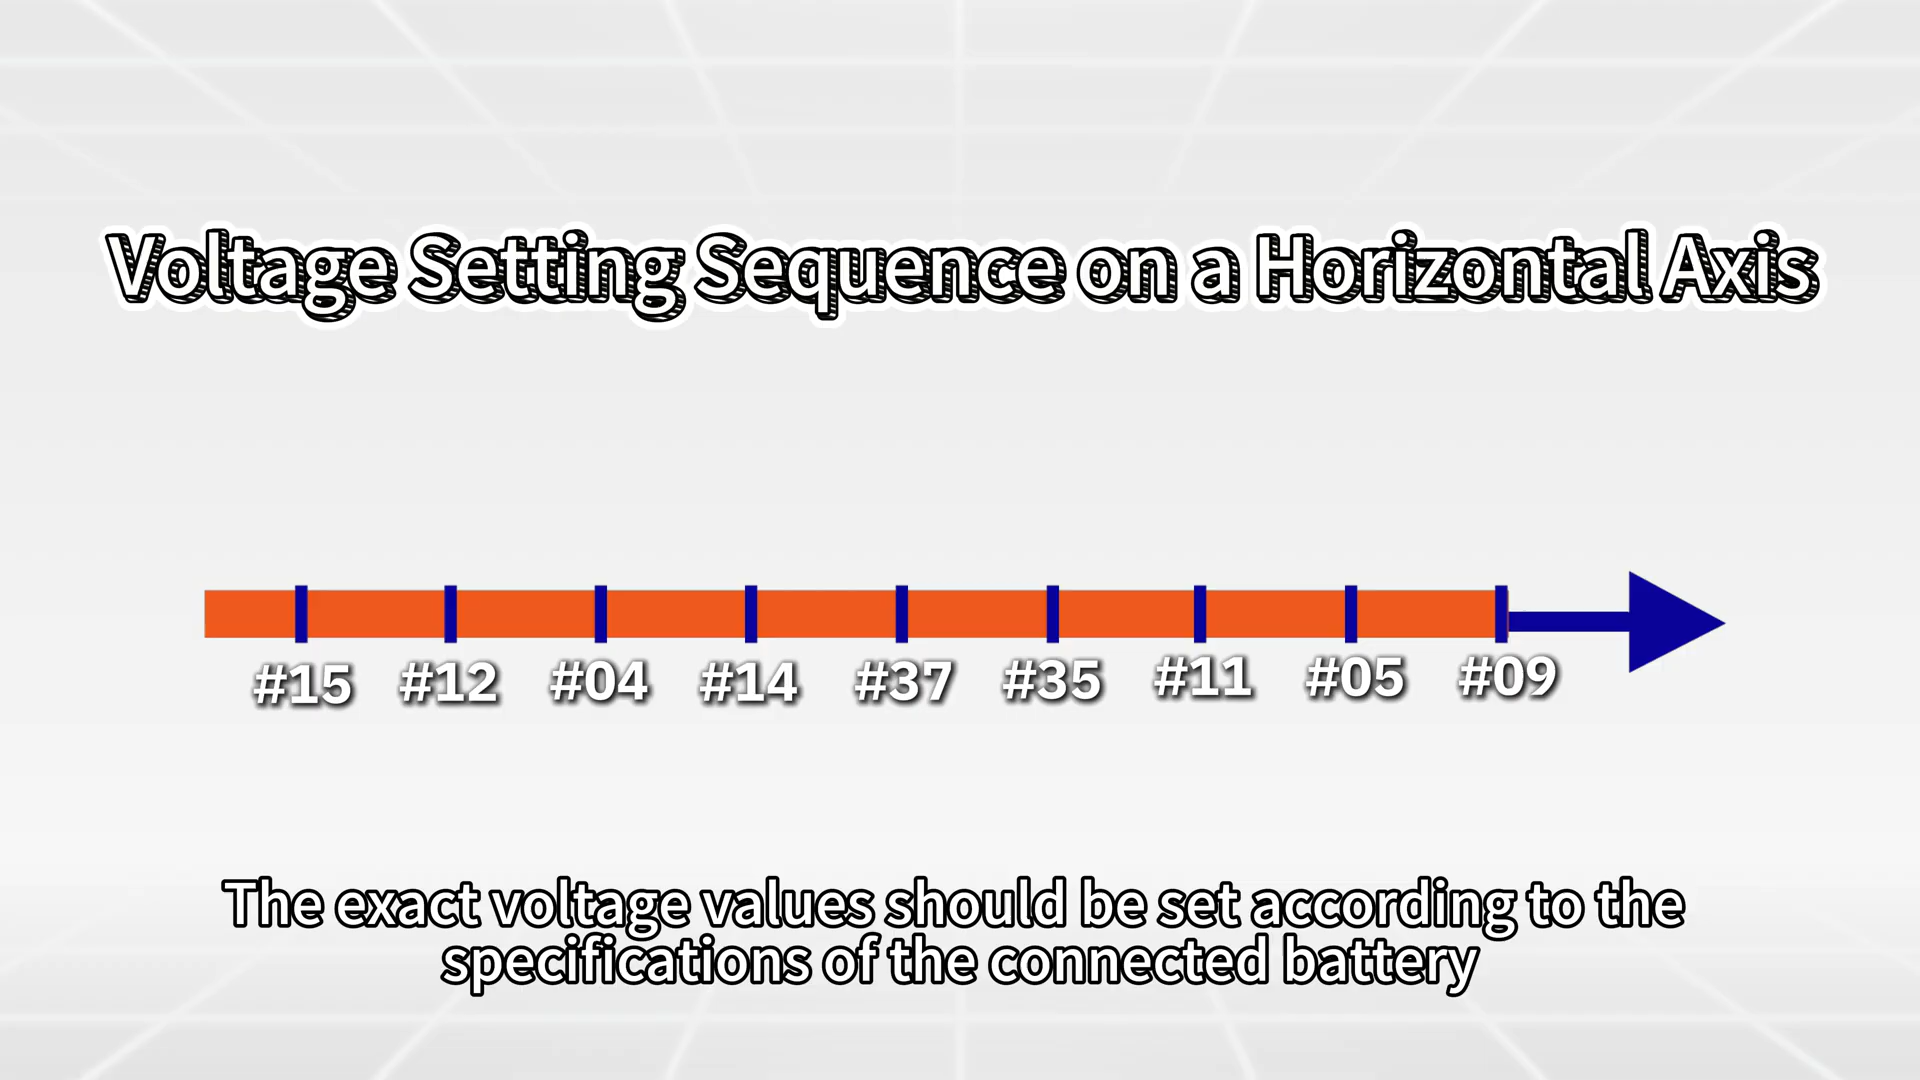 Voltage Setting Sequence on a Horizontal Axis
#15 #12 #04 #14 #37 #35 #11 #05 #09
The exact voltage values should be set according to the
specifications of the connected battery